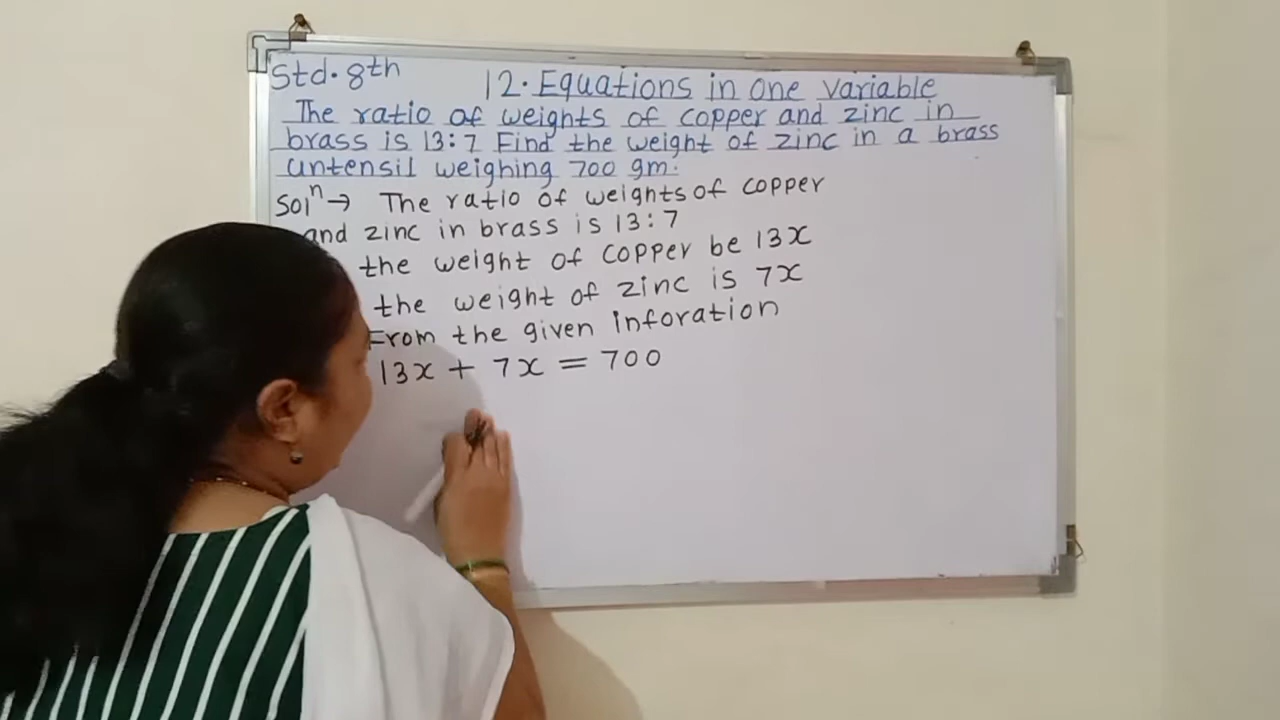 Std. 8th
12. Equations in one variable
The ratio of weights of copper and zinc in
brass is 13:7 Find the weight of zinc in a brass
untensil weighing 700 gm.
Solⁿ → The ratio of weights of copper
and zinc in brass is 13:7
the weight of copper be 13x
the weight of zinc is 7x
From the given inforation
13x + 7x = 700